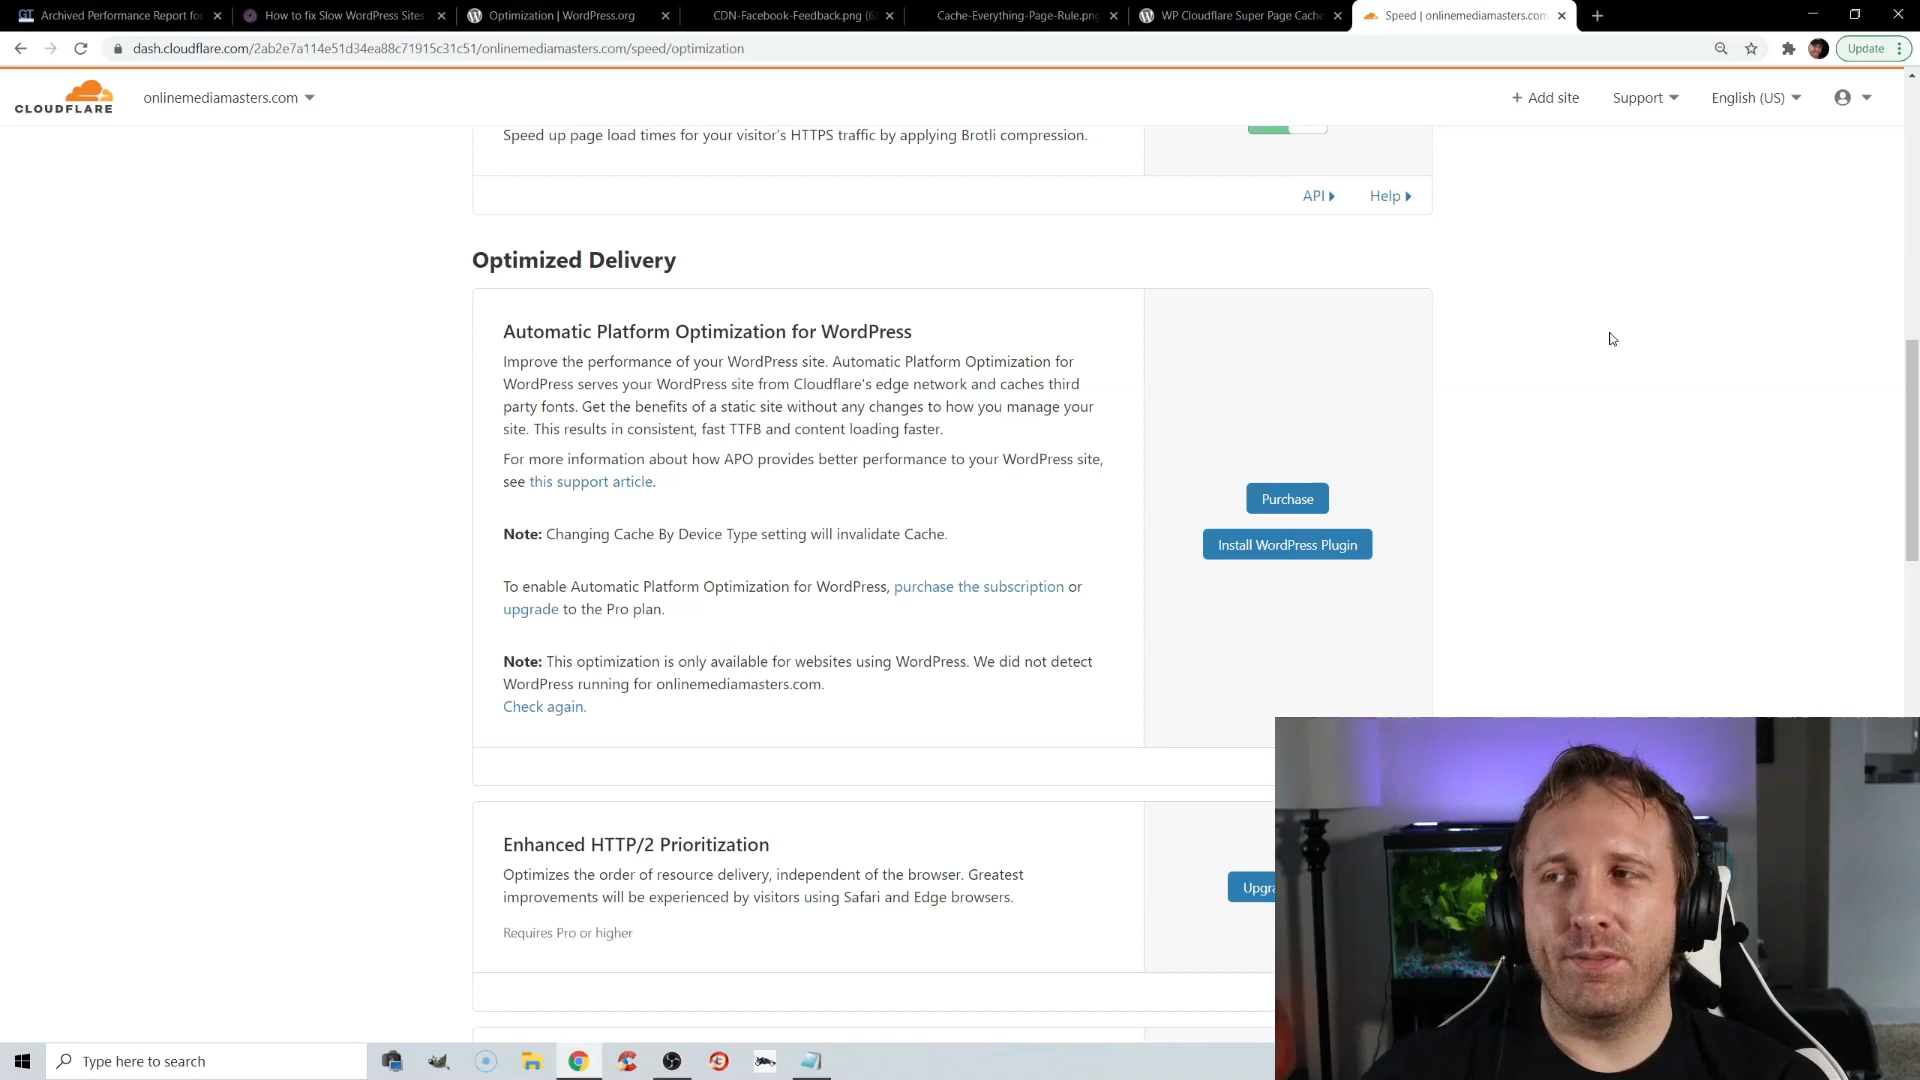 GT Archived Performance Report for
How to fix Slow WordPress Sites
Optimization | WordPress.org
CDN-Facebook-Feedback.png (6
Cache-Everything-Page-Rule.png
WP Cloudflare Super Page Cache
Speed | onlinemediamasters.com
dash.cloudflare.com/2ab2e7a114e51d34ea88c71915c31c51/onlinemediamasters.com/speed/optimization
Update
CLOUDFLARE
onlinemediamasters.com
+ Add site
Support
English (US)
Speed up page load times for your visitor's HTTPS traffic by applying Brotli compression.
API
Help
Optimized Delivery
Automatic Platform Optimization for WordPress
Improve the performance of your WordPress site. Automatic Platform Optimization for
WordPress serves your WordPress site from Cloudflare's edge network and caches third
party fonts. Get the benefits of a static site without any changes to how you manage your
site. This results in consistent, fast TTFB and content loading faster.
For more information about how APO provides better performance to your WordPress site,
see this support article.
Note: Changing Cache By Device Type setting will invalidate Cache.
To enable Automatic Platform Optimization for WordPress, purchase the subscription or
upgrade to the Pro plan.
Note: This optimization is only available for websites using WordPress. We did not detect
WordPress running for onlinemediamasters.com.
Check again.
Purchase
Install WordPress Plugin
Enhanced HTTP/2 Prioritization
Optimizes the order of resource delivery, independent of the browser. Greatest
improvements will be experienced by visitors using Safari and Edge browsers.
Requires Pro or higher
Upgra
Type here to search